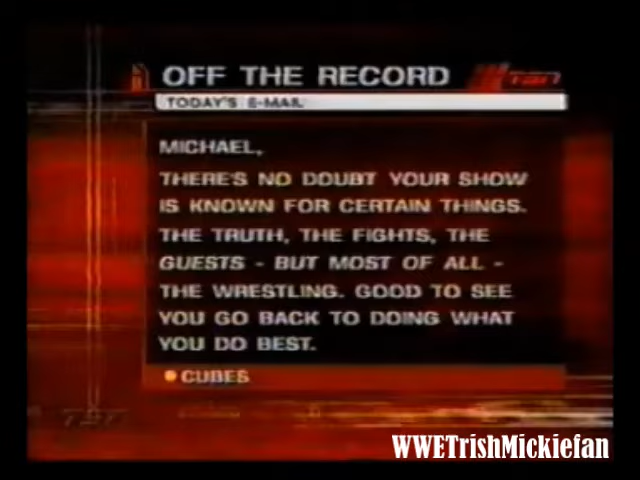 OFF THE RECORD
TSN
TODAY'S E-MAIL
MICHAEL,
THERE'S NO DOUBT YOUR SHOW
IS KNOWN FOR CERTAIN THINGS.
THE TRUTH, THE FIGHTS, THE
GUESTS - BUT MOST OF ALL -
THE WRESTLING. GOOD TO SEE
YOU GO BACK TO DOING WHAT
YOU DO BEST.
CUBES
WWETrishMickiefan